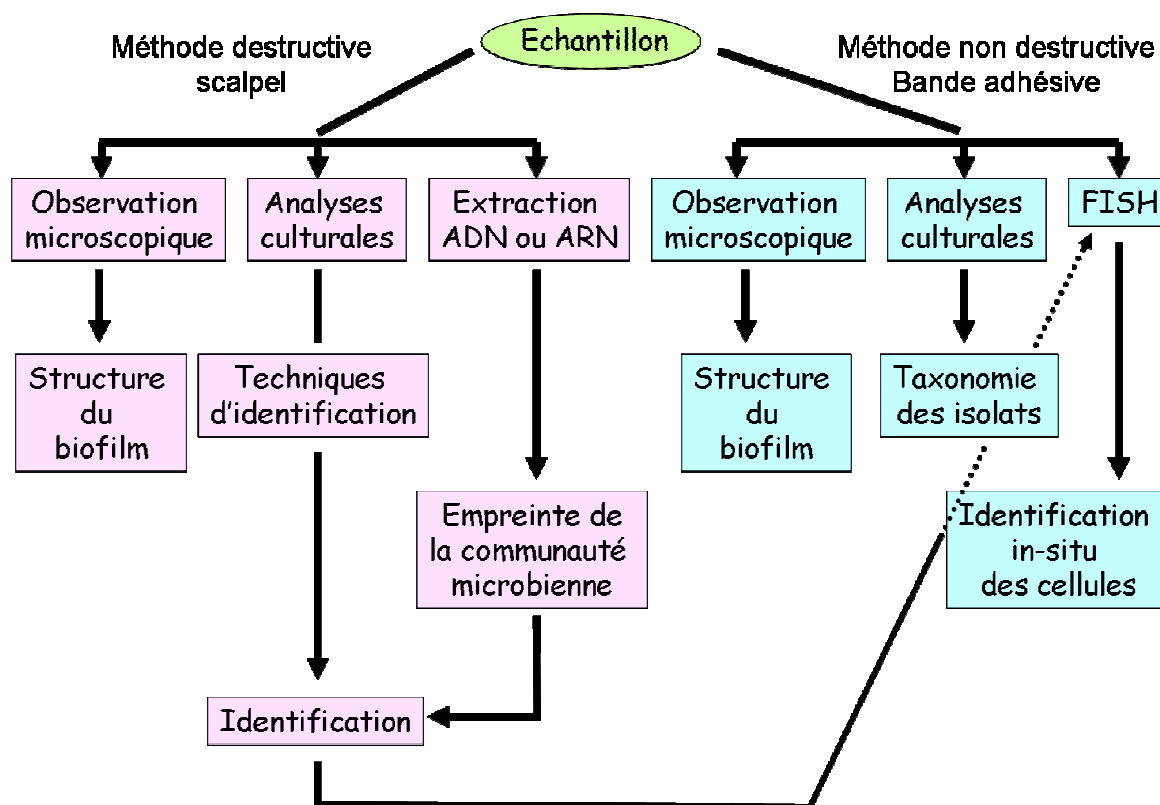 Echantillon
Méthode destructive
scalpel
Méthode non destructive
Bande adhésive
Observation
microscopique
Analyses
culturales
Extraction
ADN ou ARN
Observation
microscopique
Analyses
culturales
FISH
Structure
du
biofilm
Techniques
d'identification
Structure
du
biofilm
Taxonomie
des isolats
Empreinte de
la communauté
microbienne
Identification
in-situ
des cellules
Identification